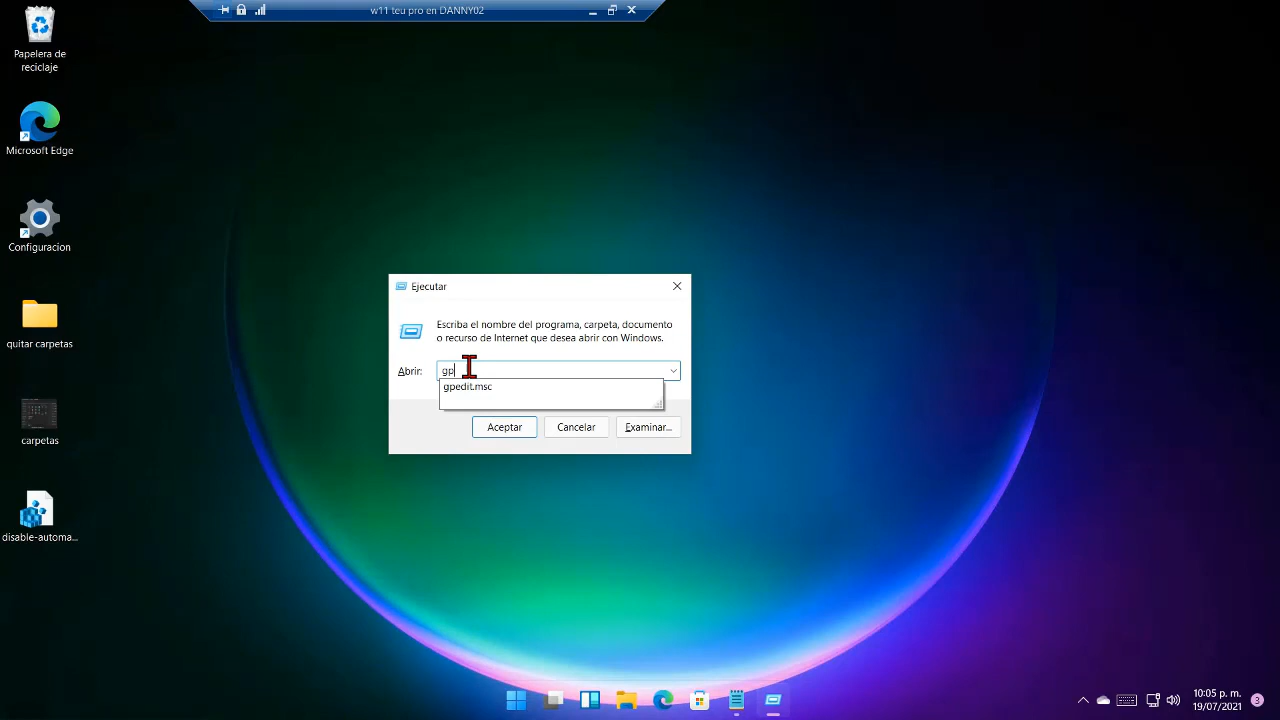 w11 teu pro en DANNY02
Papelera de
reciclaje
Microsoft Edge
Configuracion
quitar carpetas
carpetas
disable-automa...
Ejecutar
Escriba el nombre del programa, carpeta, documento
o recurso de Internet que desea abrir con Windows.
Abrir: gp
gpedit.msc
Aceptar Cancelar Examinar...
10:05 p. m.
19/07/2021
3